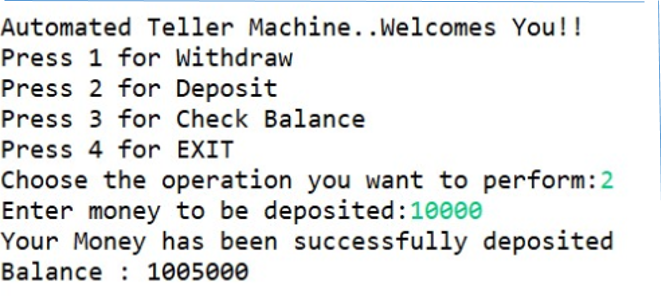 Automated Teller Machine..Welcomes You!!
Press 1 for Withdraw
Press 2 for Deposit
Press 3 for Check Balance
Press 4 for EXIT
Choose the operation you want to perform:2
Enter money to be deposited:10000
Your Money has been successfully deposited
Balance : 1005000